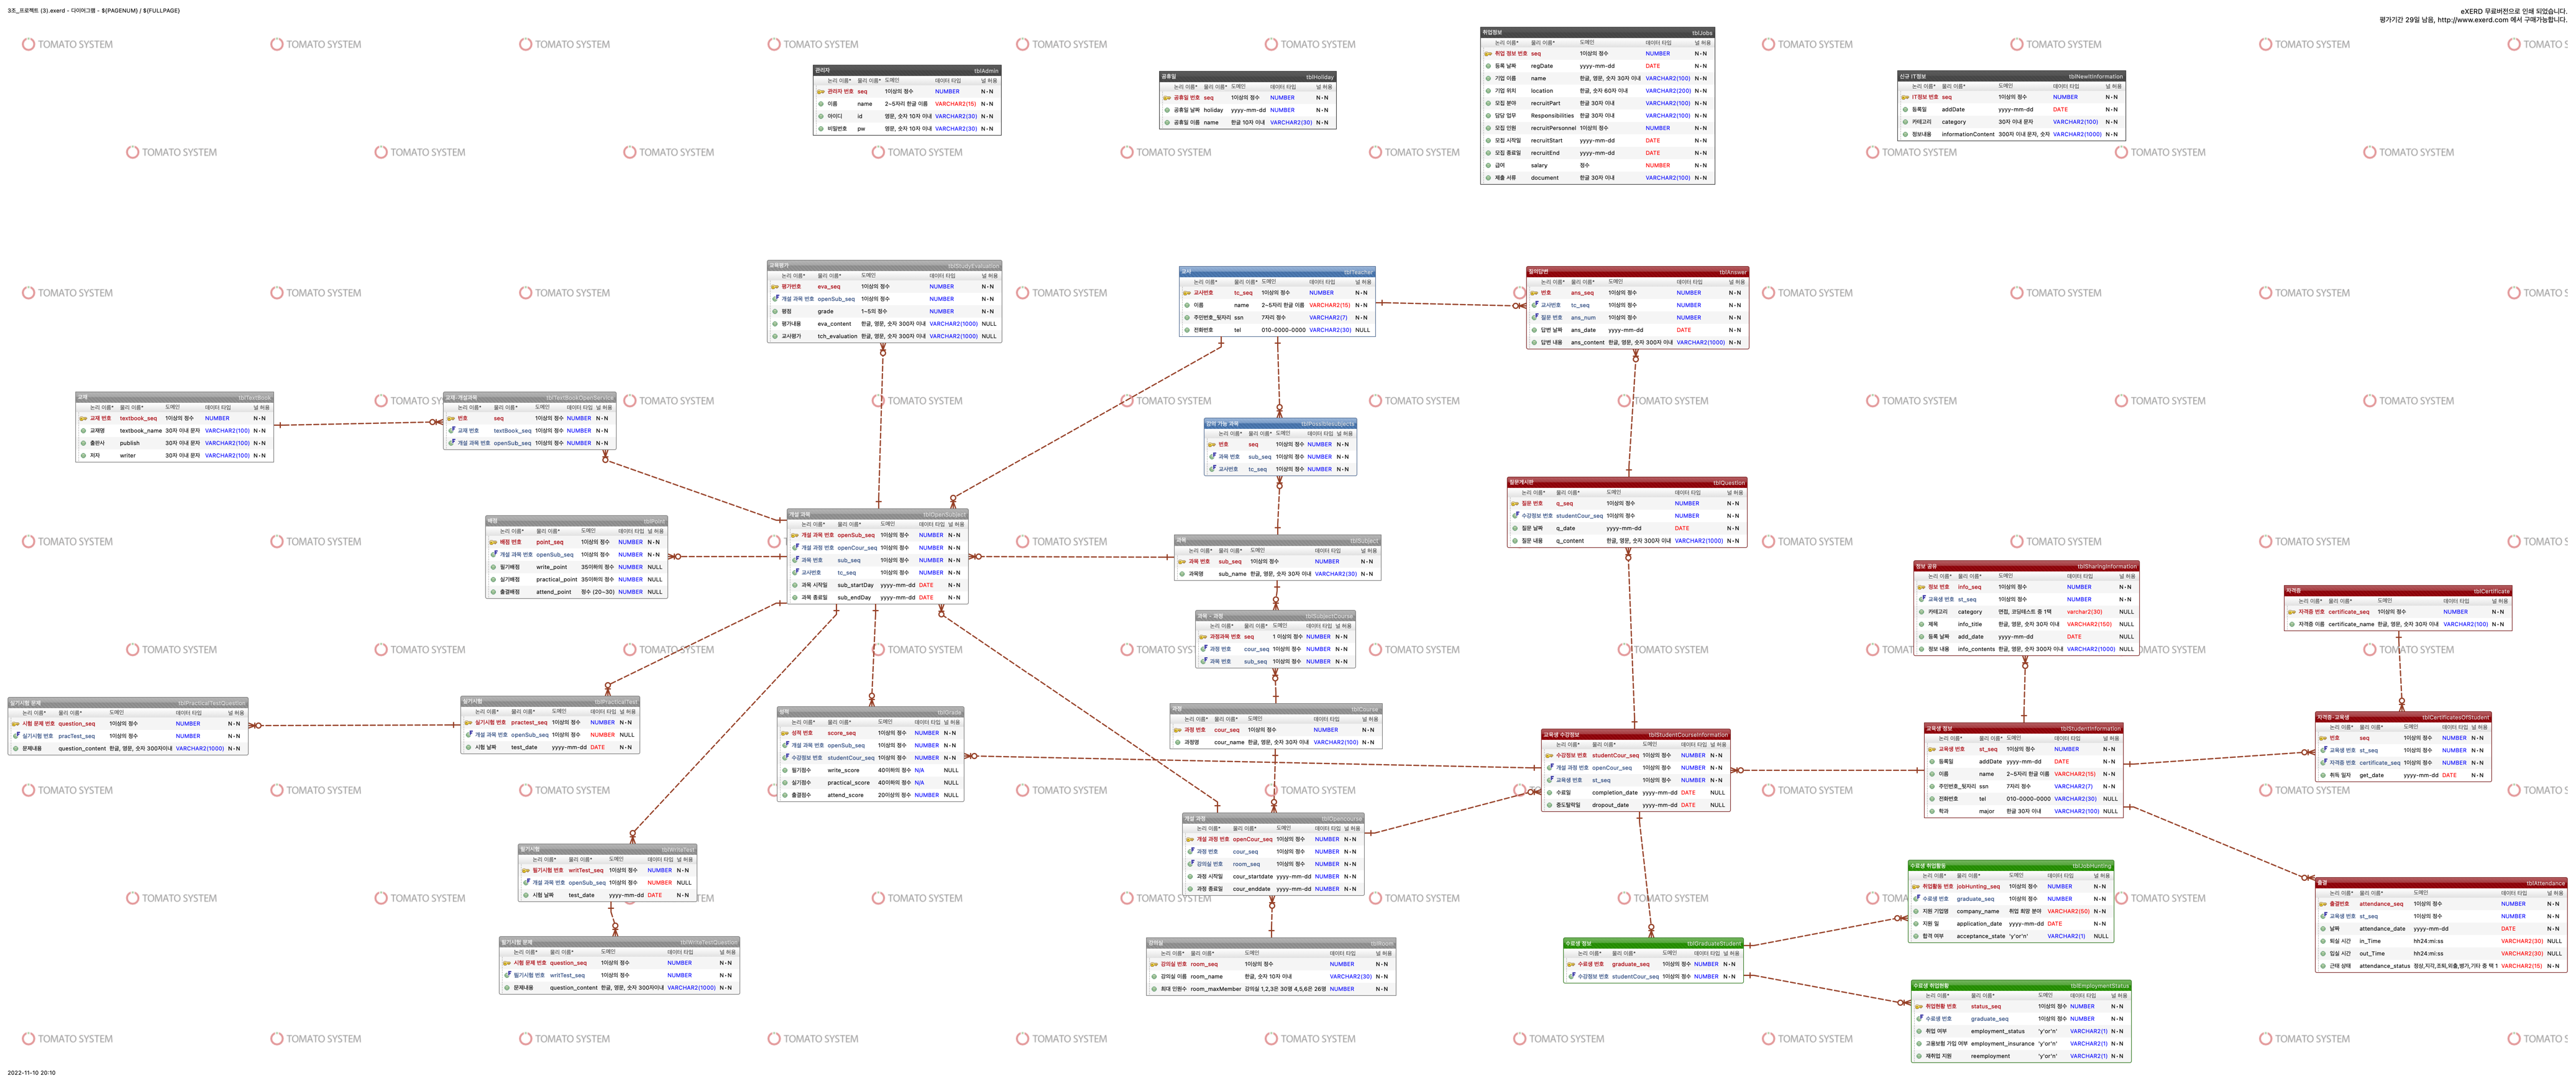 3조_프로젝트 (3).exerd - 다이어그램 - ${PAGENUM} / ${FULLPAGE}
eXERD 무료버전으로 인쇄 되었습니다.
평가기간 29일 남음, http://www.exerd.com 에서 구매가능합니다.
TOMATO SYSTEM
관리자 tblAdmin
논리 이름* 물리 이름* 도메인 데이터 타입 널 허용
관리자 번호 seq 1이상의 정수 NUMBER N-N
이름 name 2~5자리 한글 이름 VARCHAR2(15) N-N
아이디 id 영문, 숫자 10자 이내 VARCHAR2(30) N-N
비밀번호 pw 영문, 숫자 10자 이내 VARCHAR2(30) N-N
공휴일 tblHoliday
논리 이름* 물리 이름* 도메인 데이터 타입 널 허용
공휴일 번호 seq 1이상의 정수 NUMBER N-N
공휴일 날짜 holiday yyyy-mm-dd NUMBER N-N
공휴일 이름 name 한글 10자 이내 VARCHAR2(30) N-N
취업정보 tblJobs
논리 이름* 물리 이름* 도메인 데이터 타입 널 허용
취업 정보 번호 seq 1이상의 정수 NUMBER N-N
등록 날짜 regDate DATE N-N
기업 이름 name 한글, 영문, 숫자 30자 이내 VARCHAR2(100) N-N
기업 위치 location 한글, 숫자 60자 이내 VARCHAR2(200) N-N
모집 분야 recruitPart 한글 30자 이내 VARCHAR2(100) N-N
담당 업무 Responsibilities 한글 30자 이내 VARCHAR2(100) N-N
모집 인원 recruitPersonnel 1이상의 정수 NUMBER N-N
모집 시작일 recruitStart yyyy-mm-dd DATE N-N
모집 종료일 recruitEnd yyyy-mm-dd DATE N-N
급여 salary 정수 NUMBER N-N
제출 서류 document 한글 30자 이내 VARCHAR2(100) N-N
신규 IT정보 tblNewItInformation
논리 이름* 물리 이름* 도메인 데이터 타입 널 허용
IT정보 번호 seq 1이상의 정수 NUMBER N-N
등록일 addDate yyyy-mm-dd DATE N-N
카테고리 category 30자 이내 문자 VARCHAR2(100) N-N
정보내용 informationContent 300자 이내 문자, 숫자 VARCHAR2(1000) N-N
교육평가 tblStudyEvaluation
논리 이름* 물리 이름* 도메인 데이터 타입 널 허용
평가번호 eva_seq 1이상의 정수 NUMBER N-N
개설 과목 번호 openSub_seq 1이상의 정수 NUMBER N-N
평점 grade 1~5의 정수 NUMBER N-N
평가내용 eva_content 한글, 영문, 숫자 300자 이내 VARCHAR2(1000) NULL
교사평가 tch_evaluation 한글, 영문, 숫자 300자 이내 VARCHAR2(1000) NULL
교사 tblTeacher
논리 이름* 물리 이름* 도메인 데이터 타입 널 허용
교사번호 tc_seq 1이상의 정수 NUMBER N-N
이름 name 2~5자리 한글 이름 VARCHAR2(15) N-N
주민번호_뒷자리 ssn 7자리 정수 VARCHAR2(7) N-N
전화번호 tel 010-0000-0000 VARCHAR2(30) NULL
질의답변 tblAnswer
논리 이름* 물리 이름* 도메인 데이터 타입 널 허용
번호 ans_seq 1이상의 정수 NUMBER N-N
교사번호 tc_seq 1이상의 정수 NUMBER N-N
질문 번호 ans_num 1이상의 정수 NUMBER N-N
답변 날짜 ans_date yyyy-mm-dd DATE N-N
답변 내용 ans_content 한글, 영문, 숫자 300자 이내 VARCHAR2(1000) N-N
교재 tblTextBook
논리 이름* 물리 이름* 도메인 데이터 타입 널 허용
교재 번호 textbook_seq 1이상의 정수 NUMBER N-N
교재명 textbook_name 30자 이내 문자 VARCHAR2(100) N-N
출판사 publish 30자 이내 문자 VARCHAR2(100) N-N
저자 writer 30자 이내 문자 VARCHAR2(100) N-N
교재-개설과목 tblTextBookOpenService
논리 이름* 물리 이름* 도메인 데이터 타입 널 허용
번호 seq 1이상의 정수 NUMBER N-N
교재 번호 textBook_seq 1이상의 정수 NUMBER N-N
개설 과목 번호 openSub_seq 1이상의 정수 NUMBER N-N
강의 가능 과목 tblPossiblesubjects
논리 이름* 물리 이름* 도메인 데이터 타입 널 허용
번호 seq 1이상의 정수 NUMBER N-N
과목 번호 sub_seq 1이상의 정수 NUMBER N-N
교사번호 tc_seq 1이상의 정수 NUMBER N-N
질문게시판 tblQuestion
논리 이름* 물리 이름* 도메인 데이터 타입 널 허용
질문 번호 q_seq 1이상의 정수 NUMBER N-N
수강정보 번호 studentCour_seq 1이상의 정수 NUMBER N-N
질문 날짜 q_date yyyy-mm-dd DATE N-N
질문 내용 q_content 한글, 영문, 숫자 300자 이내 VARCHAR2(1000) N-N
배점 tblPoint
논리 이름* 물리 이름* 도메인 데이터 타입 널 허용
배점 번호 point_seq 1이상의 정수 NUMBER N-N
개설 과목 번호 openSub_seq 1이상의 정수 NUMBER N-N
필기배점 write_point 35이하의 정수 NUMBER NULL
실기배점 practical_point 35이하의 정수 NUMBER NULL
출결배점 attend_point 정수 (20~30) NUMBER NULL
개설 과목 tblOpenSubject
논리 이름* 물리 이름* 도메인 데이터 타입 널 허용
개설 과목 번호 openSub_seq 1이상의 정수 NUMBER N-N
개설 과정 번호 openCour_seq 1이상의 정수 NUMBER N-N
과목 번호 sub_seq 1이상의 정수 NUMBER N-N
교사번호 tc_seq 1이상의 정수 NUMBER N-N
과목 시작일 sub_startDay yyyy-mm-dd DATE N-N
과목 종료일 sub_endDay yyyy-mm-dd DATE N-N
과목 tblSubject
논리 이름* 물리 이름* 도메인 데이터 타입 널 허용
과목 번호 sub_seq 1이상의 정수 NUMBER N-N
과목명 sub_name 한글, 영문, 숫자 30자 이내 VARCHAR2(30) N-N
과목 - 과정 tblSubjectCourse
논리 이름* 물리 이름* 도메인 데이터 타입 널 허용
과정과목 번호 seq 1 이상의 정수 NUMBER N-N
과정 번호 cour_seq 1이상의 정수 NUMBER N-N
과목 번호 sub_seq 1이상의 정수 NUMBER N-N
정보 공유 tblSharingInformation
논리 이름* 물리 이름* 도메인 데이터 타입 널 허용
정보 번호 info_seq 1이상의 정수 NUMBER N-N
교육생 번호 st_seq 1이상의 정수 NUMBER N-N
카테고리 category 면접, 코딩테스트 중 1택 varchar2(30) NULL
제목 info_title 한글, 영문, 숫자 30자 이내 VARCHAR2(150) NULL
등록 날짜 add_date yyyy-mm-dd DATE NULL
정보 내용 info_contents 한글, 영문, 숫자 300자 이내 VARCHAR2(1000) NULL
자격증 tblCertificate
논리 이름* 물리 이름* 도메인 데이터 타입 널 허용
자격증 번호 certificate_seq 1이상의 정수 NUMBER N-N
자격증 이름 certificate_name 한글, 영문, 숫자 30자 이내 VARCHAR2(100) N-N
실기시험 문제 tblPracticalTestQuestion
논리 이름* 물리 이름* 도메인 데이터 타입 널 허용
시험 문제 번호 question_seq 1이상의 정수 NUMBER N-N
실기시험 번호 pracTest_seq 1이상의 정수 NUMBER N-N
문제내용 question_content 한글, 영문, 숫자 300자이내 VARCHAR2(1000) N-N
실기시험 tblPracticalTest
논리 이름* 물리 이름* 도메인 데이터 타입 널 허용
실기시험 번호 practest_seq 1이상의 정수 NUMBER N-N
개설 과목 번호 openSub_seq 1이상의 정수 NUMBER NULL
시험 날짜 test_date yyyy-mm-dd DATE N-N
성적 tblGrade
논리 이름* 물리 이름* 도메인 데이터 타입 널 허용
성적 번호 score_seq 1이상의 정수 NUMBER N-N
개설 과목 번호 openSub_seq 1이상의 정수 NUMBER N-N
수강정보 번호 studentCour_seq 1이상의 정수 NUMBER N-N
필기점수 write_score 40이하의 정수 N/A NULL
실기점수 practical_score 40이하의 정수 N/A NULL
출결점수 attend_score 20이상의 정수 NUMBER NULL
과정 tblCourse
논리 이름* 물리 이름* 도메인 데이터 타입 널 허용
과정 번호 cour_seq 1이상의 정수 NUMBER N-N
과정명 cour_name 한글, 영문, 숫자 30자 이내 VARCHAR2(100) N-N
교육생 수강정보 tblStudentCourseInformation
논리 이름* 물리 이름* 도메인 데이터 타입 널 허용
수강정보 번호 studentCour_seq 1이상의 정수 NUMBER N-N
개설 과정 번호 openCour_seq 1이상의 정수 NUMBER N-N
교육생 번호 st_seq 1이상의 정수 NUMBER N-N
수료일 completion_date yyyy-mm-dd DATE NULL
중도탈락일 dropout_date yyyy-mm-dd DATE NULL
교육생 정보 tblStudentInformation
논리 이름* 물리 이름* 도메인 데이터 타입 널 허용
교육생 번호 st_seq 1이상의 정수 NUMBER N-N
등록일 addDate yyyy-mm-dd DATE N-N
이름 name 2~5자리 한글 이름 VARCHAR2(15) N-N
주민번호_뒷자리 ssn 7자리 정수 VARCHAR2(7) N-N
전화번호 tel 010-0000-0000 VARCHAR2(30) NULL
학과 major 한글 30자 이내 VARCHAR2(100) NULL
자격증-교육생 tblCertificatesOfStudent
논리 이름* 물리 이름* 도메인 데이터 타입 널 허용
번호 seq 1이상의 정수 NUMBER N-N
교육생 번호 st_seq 1이상의 정수 NUMBER N-N
자격증 번호 certificate_seq 1이상의 정수 NUMBER N-N
취득 일자 get_date yyyy-mm-dd DATE N-N
개설 과정 tblOpencourse
논리 이름* 물리 이름* 도메인 데이터 타입 널 허용
개설 과정 번호 openCour_seq 1이상의 정수 NUMBER N-N
과정 번호 cour_seq 1이상의 정수 NUMBER N-N
강의실 번호 room_seq 1이상의 정수 NUMBER N-N
과정 시작일 cour_startdate yyyy-mm-dd NUMBER N-N
과정 종료일 cour_enddate yyyy-mm-dd NUMBER N-N
필기시험 tblWriteTest
논리 이름* 물리 이름* 도메인 데이터 타입 널 허용
필기시험 번호 writTest_seq 1이상의 정수 NUMBER N-N
개설 과목 번호 openSub_seq 1이상의 정수 NUMBER NULL
시험 날짜 test_date yyyy-mm-dd DATE N-N
수료생 취업활동 tblJobHunting
논리 이름* 물리 이름* 도메인 데이터 타입 널 허용
취업활동 번호 jobHunting_seq 1이상의 정수 NUMBER N-N
수료생 번호 graduate_seq 1이상의 정수 NUMBER N-N
지원 기업명 company_name 취업 희망 분야 VARCHAR2(50) N-N
지원 일 application_date yyyy-mm-dd DATE N-N
합격 여부 acceptance_state 'y'or'n' VARCHAR2(1) NULL
출결 tblAttendance
논리 이름* 물리 이름* 도메인 데이터 타입 널 허용
출결번호 attendance_seq 1이상의 정수 NUMBER N-N
교육생 번호 st_seq 1이상의 정수 NUMBER N-N
날짜 attendance_date yyyy-mm-dd DATE N-N
퇴실 시간 in_Time hh24:mi:ss VARCHAR2(30) NULL
입실 시간 out_Time hh24:mi:ss VARCHAR2(30) NULL
근태 상태 attendance_status 정상,지각,조퇴,외출,병가,기타 중 택 1 VARCHAR2(15) N-N
필기시험 문제 tblWriteTestQuestion
논리 이름* 물리 이름* 도메인 데이터 타입 널 허용
시험 문제 번호 question_seq 1이상의 정수 NUMBER N-N
필기시험 번호 writTest_seq 1이상의 정수 NUMBER N-N
문제내용 question_content 한글, 영문, 숫자 300자이내 VARCHAR2(1000) N-N
강의실 tblRoom
논리 이름* 물리 이름* 도메인 데이터 타입 널 허용
강의실 번호 room_seq 1이상의 정수 NUMBER N-N
강의실 이름 room_name 한글, 숫자 10자 이내 VARCHAR2(30) N-N
최대 인원수 room_maxMember 강의실 1,2,3은 30명 4,5,6은 26명 NUMBER N-N
수료생 정보 tblGraduateStudent
논리 이름* 물리 이름* 도메인 데이터 타입 널 허용
수료생 번호 graduate_seq 1이상의 정수 NUMBER N-N
수강정보 번호 studentCour_seq 1이상의 정수 NUMBER N-N
수료생 취업현황 tblEmploymentStatus
논리 이름* 물리 이름* 도메인 데이터 타입 널 허용
취업현황 번호 status_seq 1이상의 정수 NUMBER N-N
수료생 번호 graduate_seq 1이상의 정수 NUMBER N-N
취업 여부 employment_status 'y'or'n' VARCHAR2(1) N-N
고용보험 가입 여부 employment_insurance 'y'or'n' VARCHAR2(1) N-N
재취업 지원 reemployment 'y'or'n' VARCHAR2(1) N-N
2022-11-10 20:10